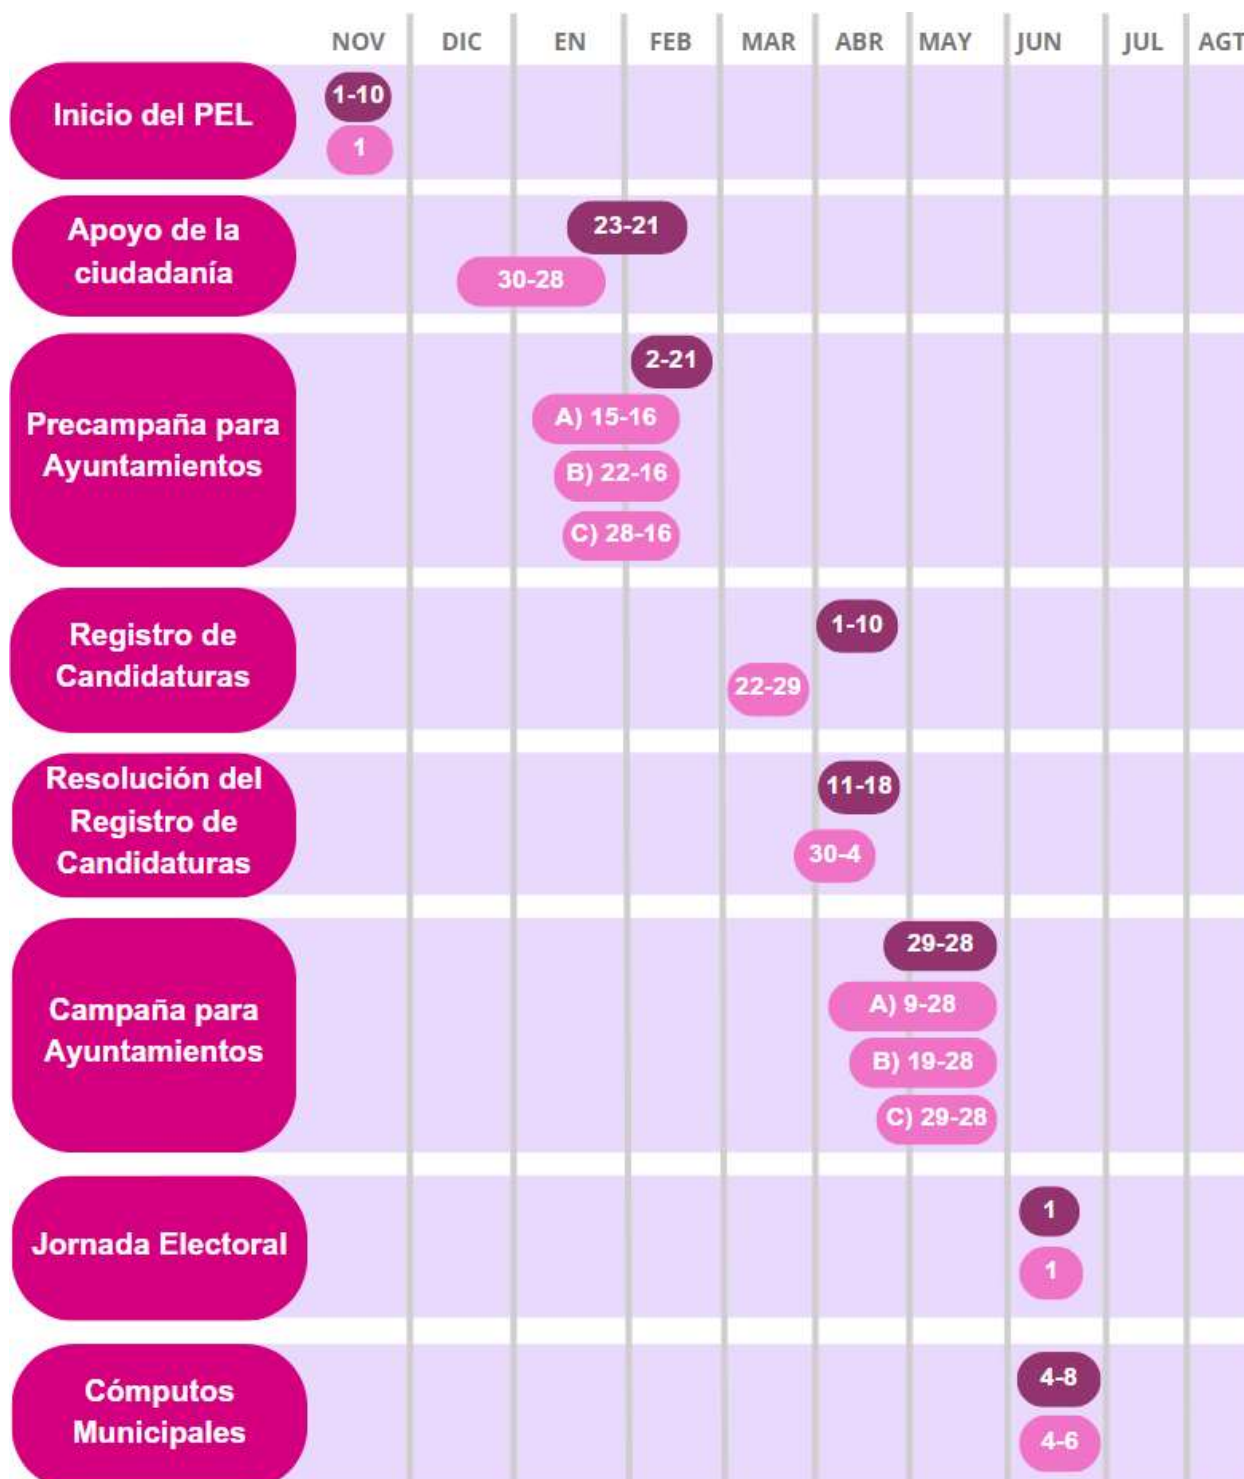 NOV DIC EN FEB MAR ABR MAY JUN JUL AGT
Inicio del PEL
1-10
1
Apoyo de la
ciudadanía
23-21
30-28
Precampaña para
Ayuntamientos
2-21
A) 15-16
B) 22-16
C) 28-16
Registro de
Candidaturas
1-10
22-29
Resolución del
Registro de
Candidaturas
11-18
30-4
Campaña para
Ayuntamientos
29-28
A) 9-28
B) 19-28
C) 29-28
Jornada Electoral
1
1
Cómputos
Municipales
4-8
4-6